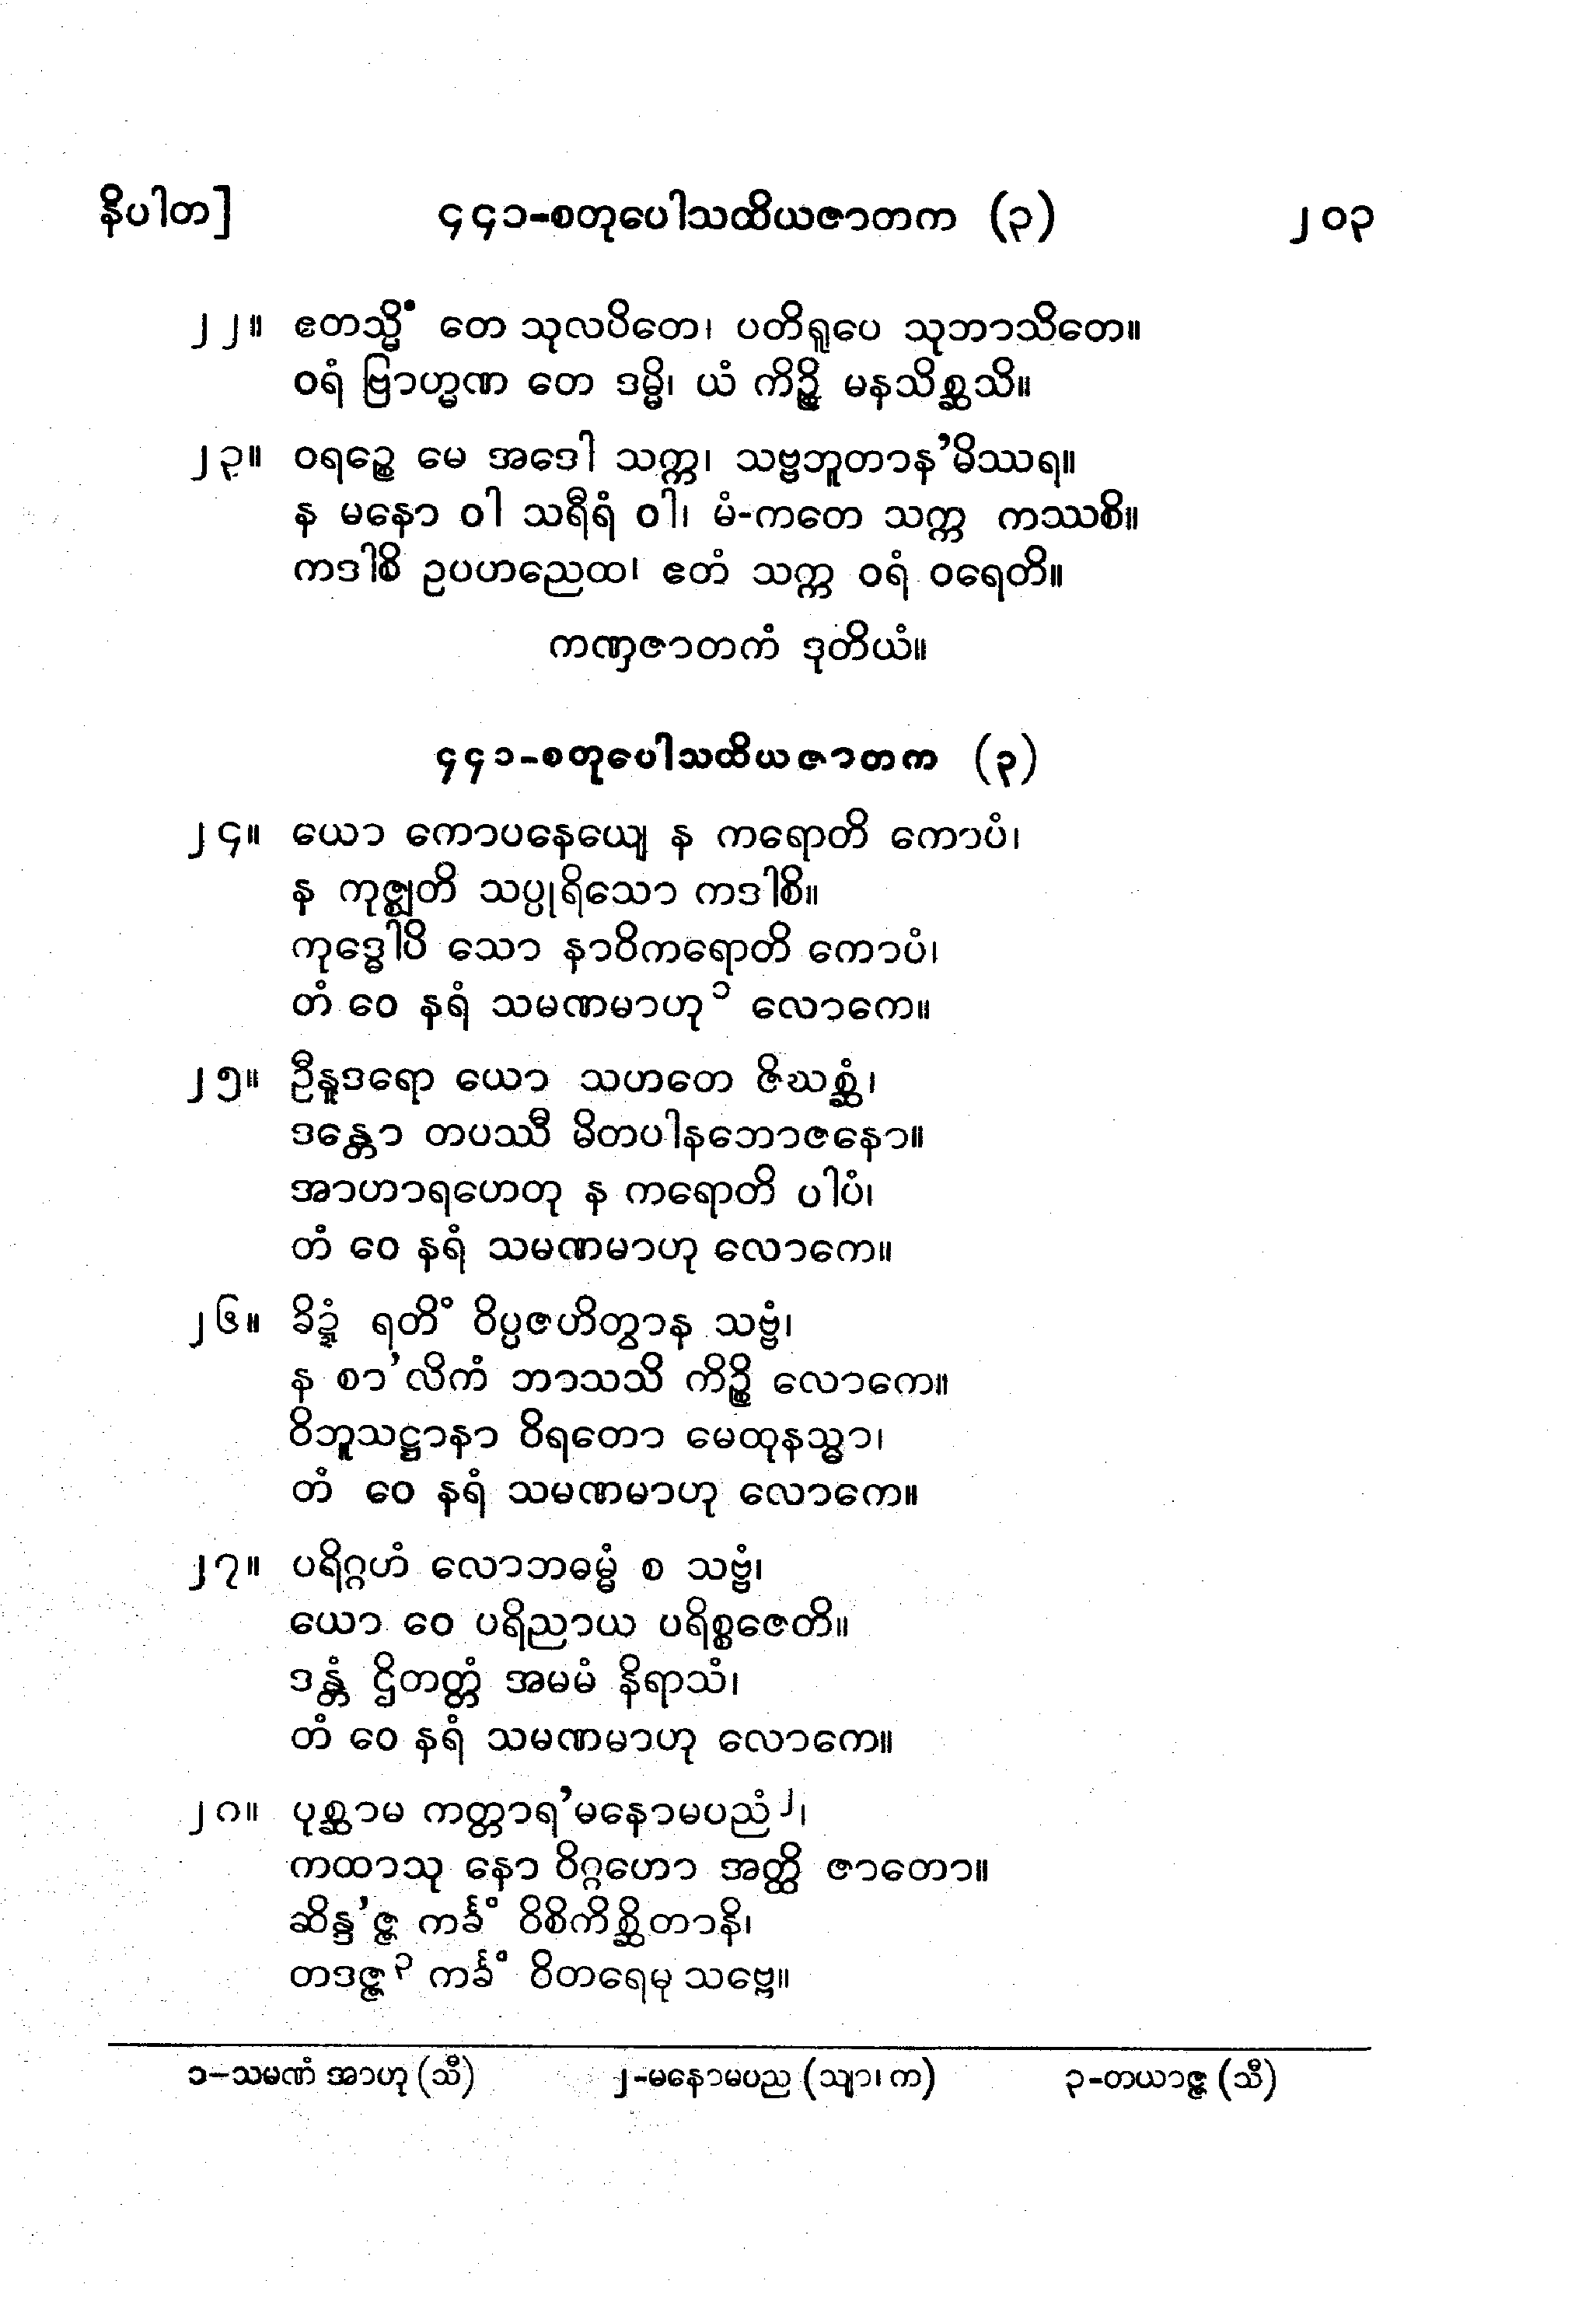 နိပါတ]
၄၄၁-စတုပေါသထိယဇာတက (၃)
၂၀၃
၂၂။ ဧတသ္မိံ တေ သုလပိတေ၊ ပတိရူပေ သုဘာသိတေ။
ဝရံ ဗြာဟ္မဏ တေ ဒမ္မိ၊ ယံ ကိဉ္စိ မနသိစ္ဆသိ။
၂၃။ ဝရဉ္စေ မေ အဒေါ သက္က၊ သဗ္ဗဘူတာန’မိဿရ။
န မနော ဝါ သရီရံ ဝါ၊ မံ-ကတေ သက္က ကဿစိ။
ကဒါစိ ဥပဟညေထ၊ ဧတံ သက္က ဝရံ ဝရေတိ။
ကဏှဇာတကံ ဒုတိယံ။
၄၄၁-စတုပေါသထိယဇာတက (၃)
၂၄။ ယော ကောပနေယျေ န ကရောတိ ကောပံ၊
န ကုဇ္ဈတိ သပ္ပုရိသော ကဒါစိ။
ကုဒ္ဓေါပိ သော နာဝိကရောတိ ကောပံ၊
တံ ဝေ နရံ သမဏမာဟု ၁ လောကေ။
၂၅။ ဦနူဒရော ယော သဟတေ ဇိဃစ္ဆံ၊
ဒန္တော တပဿီ မိတပါနဘောဇနော။
အာဟာရဟေတု န ကရောတိ ပါပံ၊
တံ ဝေ နရံ သမဏမာဟု လောကေ။
၂၆။ ခိဍ္ဍံ ရတိံ ဝိပ္ပဇဟိတွာန သဗ္ဗံ၊
န စာ’လိကံ ဘာသသိ ကိဉ္စိ လောကေ။
ဝိဘူသဋ္ဌာနာ ဝိရတော မေထုနသ္မာ၊
တံ ဝေ နရံ သမဏမာဟု လောကေ။
၂၇။ ပရိဂ္ဂဟံ လောဘဓမ္မံ စ သဗ္ဗံ၊
ယော ဝေ ပရိညာယ ပရိစ္စဇေတိ။
ဒန္တံ ဌိတတ္တံ အမမံ နိရာသံ၊
တံ ဝေ နရံ သမဏမာဟု လောကေ။
၂၈။ ပုစ္ဆာမ ကတ္တာရ’မနောမပညံ ၂၊
ကထာသု နော ဝိဂ္ဂဟော အတ္ထိ ဇာတော။
ဆိန္ဒ’ဇ္ဇ ကင်္ခံ ဝိစိကိစ္ဆိတာနိ၊
တဒဇ္ဇ ၃ ကင်္ခံ ဝိတရေမု သဗ္ဗေ။
၁-သမဏံ အာဟု (သီ)
၂-မနောမပည (သျာ၊ က)
၃-တယာဇ္ဇ (သီ)